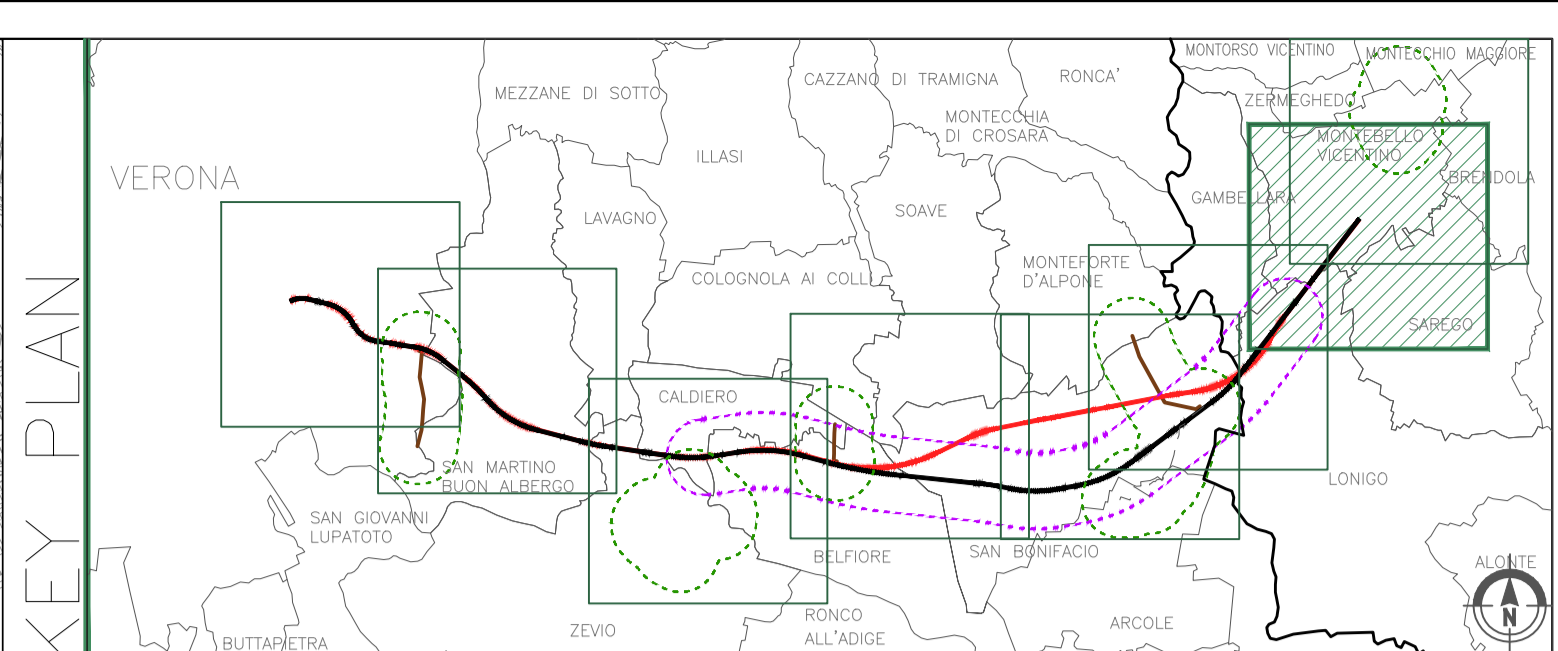 KEY PLAN
MONTORSO VICENTINO
MONTECCHIO MAGGIORE
RONCA'
CAZZANO DI TRAMIGNA
MEZZANE DI SOTTO
ZERMEGHEDO
MONTECCHIA
DI CROSARA
MONTEBELLO
VICENTINO
ILLASI
VERONA
BRENDOLA
GAMBELLARA
SOAVE
LAVAGNO
MONTEFORTE
D'ALPONE
COLOGNOLA AI COLLI
SAREGO
CALDIERO
SAN MARTINO
BUON ALBERGO
LONIGO
SAN GIOVANNI
LUPATOTO
SAN BONIFACIO
BELFIORE
ALONTE
N
RONCO
ALL'ADIGE
ARCOLE
ZEVIO
BUTTAPIETRA